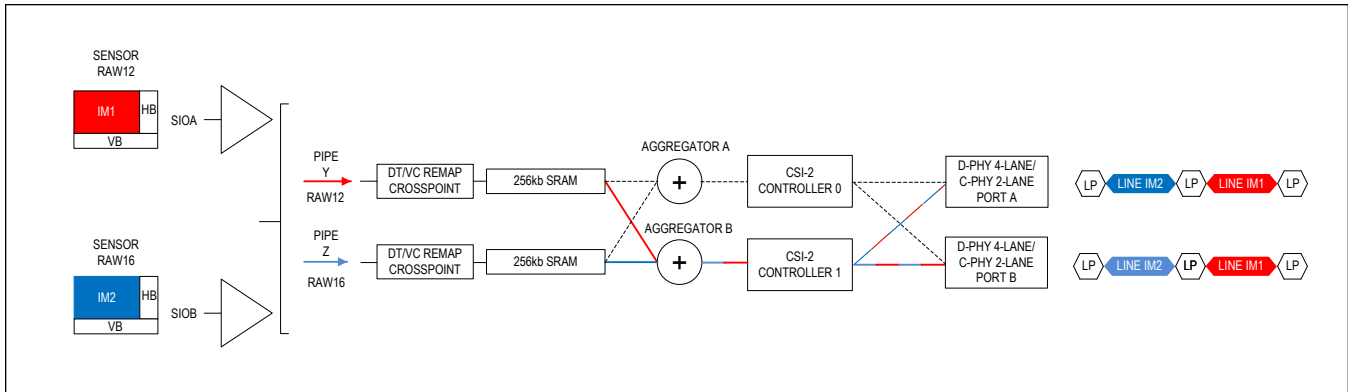 SENSOR
RAW12
IM1
HB
VB
SIOA
SENSOR
RAW16
IM2
HB
VB
SIOB
PIPE
Y
RAW12
PIPE
Z
RAW16
DT/VC REMAP
CROSSPOINT
256kb SRAM
DT/VC REMAP
CROSSPOINT
256kb SRAM
AGGREGATOR A
+
AGGREGATOR B
+
CSI-2
CONTROLLER 0
CSI-2
CONTROLLER 1
D-PHY 4-LANE/
C-PHY 2-LANE
PORT A
D-PHY 4-LANE/
C-PHY 2-LANE
PORT B
LP LINE IM2 LP LINE IM1 LP
LP LINE IM2 LP LINE IM1 LP